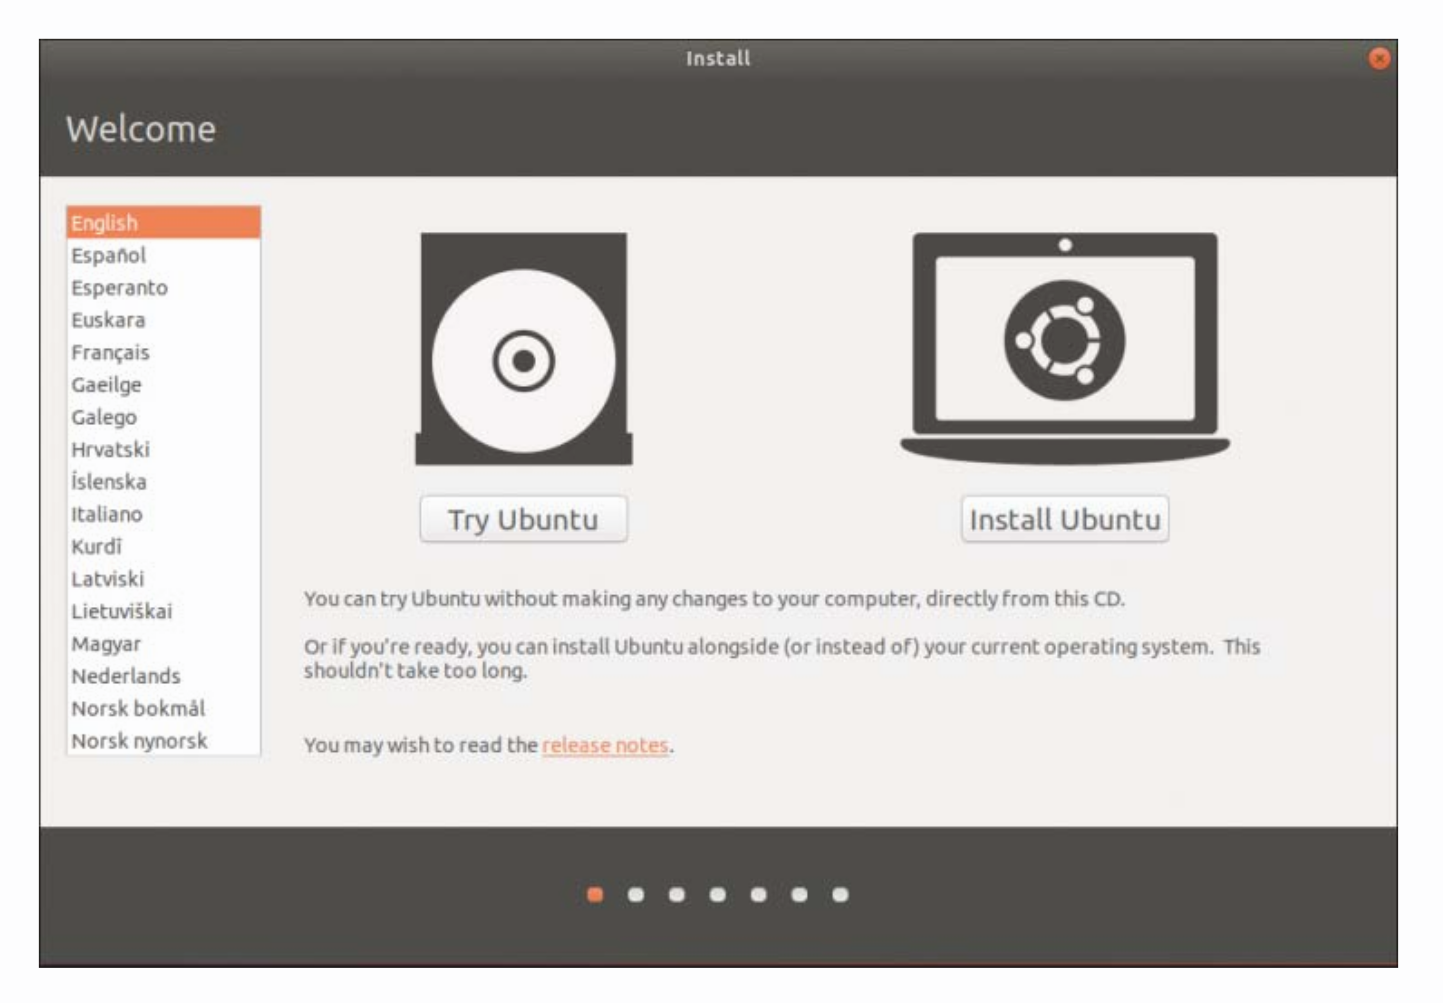 Install
Welcome
English
Español
Esperanto
Euskara
Français
Gaeilge
Galego
Hrvatski
Íslenska
Italiano
Kurdî
Latviski
Lietuviškai
Magyar
Nederlands
Norsk bokmål
Norsk nynorsk
Try Ubuntu
Install Ubuntu
You can try Ubuntu without making any changes to your computer, directly from this CD.
Or if you're ready, you can install Ubuntu alongside (or instead of) your current operating system. This
shouldn't take too long.
You may wish to read the release notes.